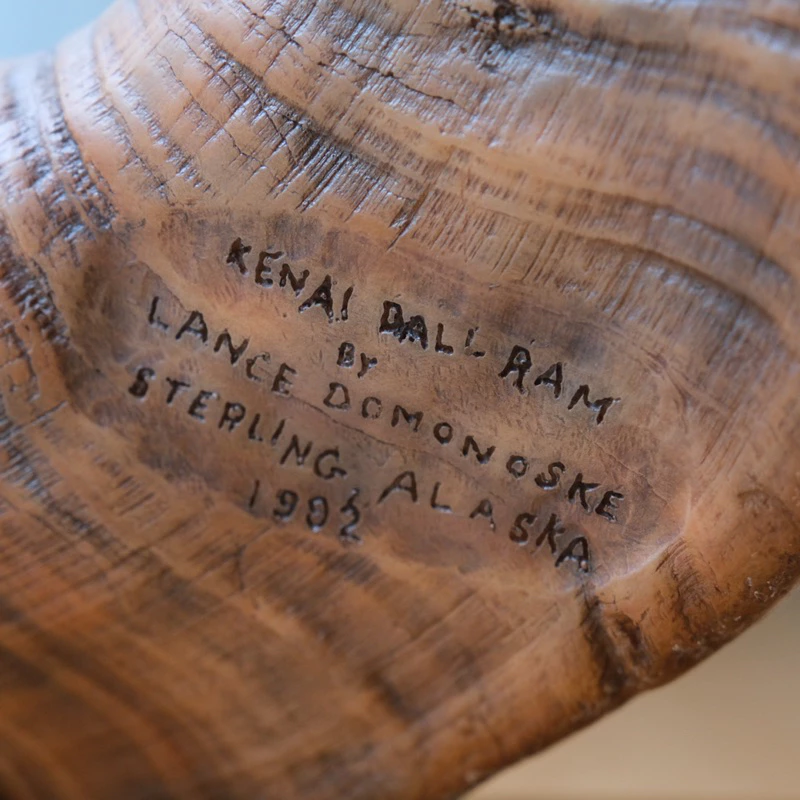 KENAI DALL RAM
BY
LANCE DOMONOSKE
STERLING ALASKA
1992